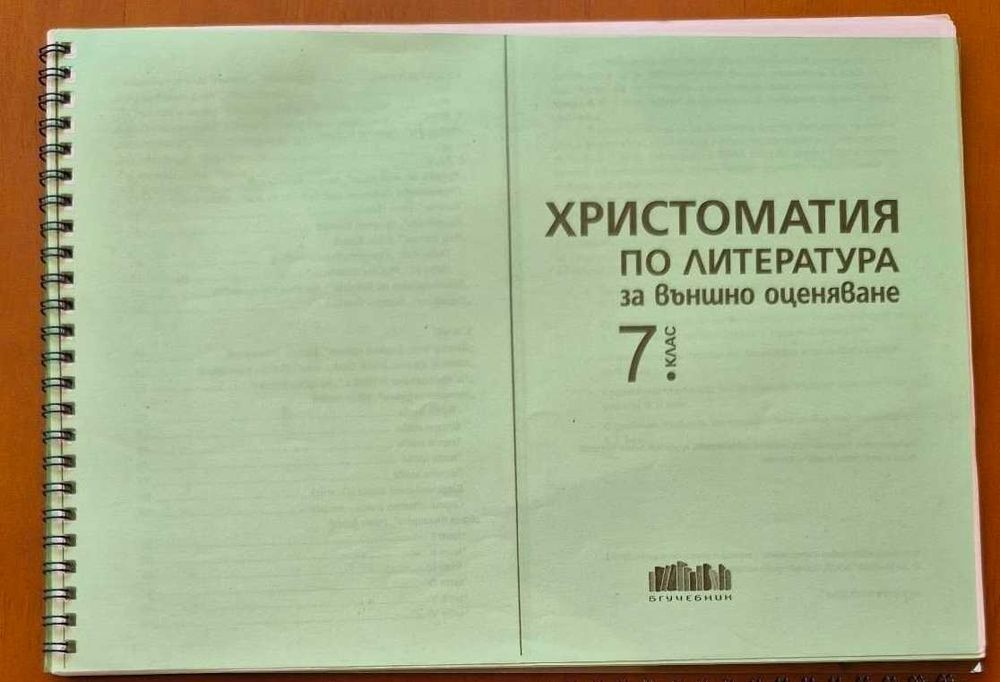 ХРИСТОМАТИЯ
ПО ЛИТЕРАТУРА
за външно оценяване
7. КЛАС
БГУЧЕБНИК